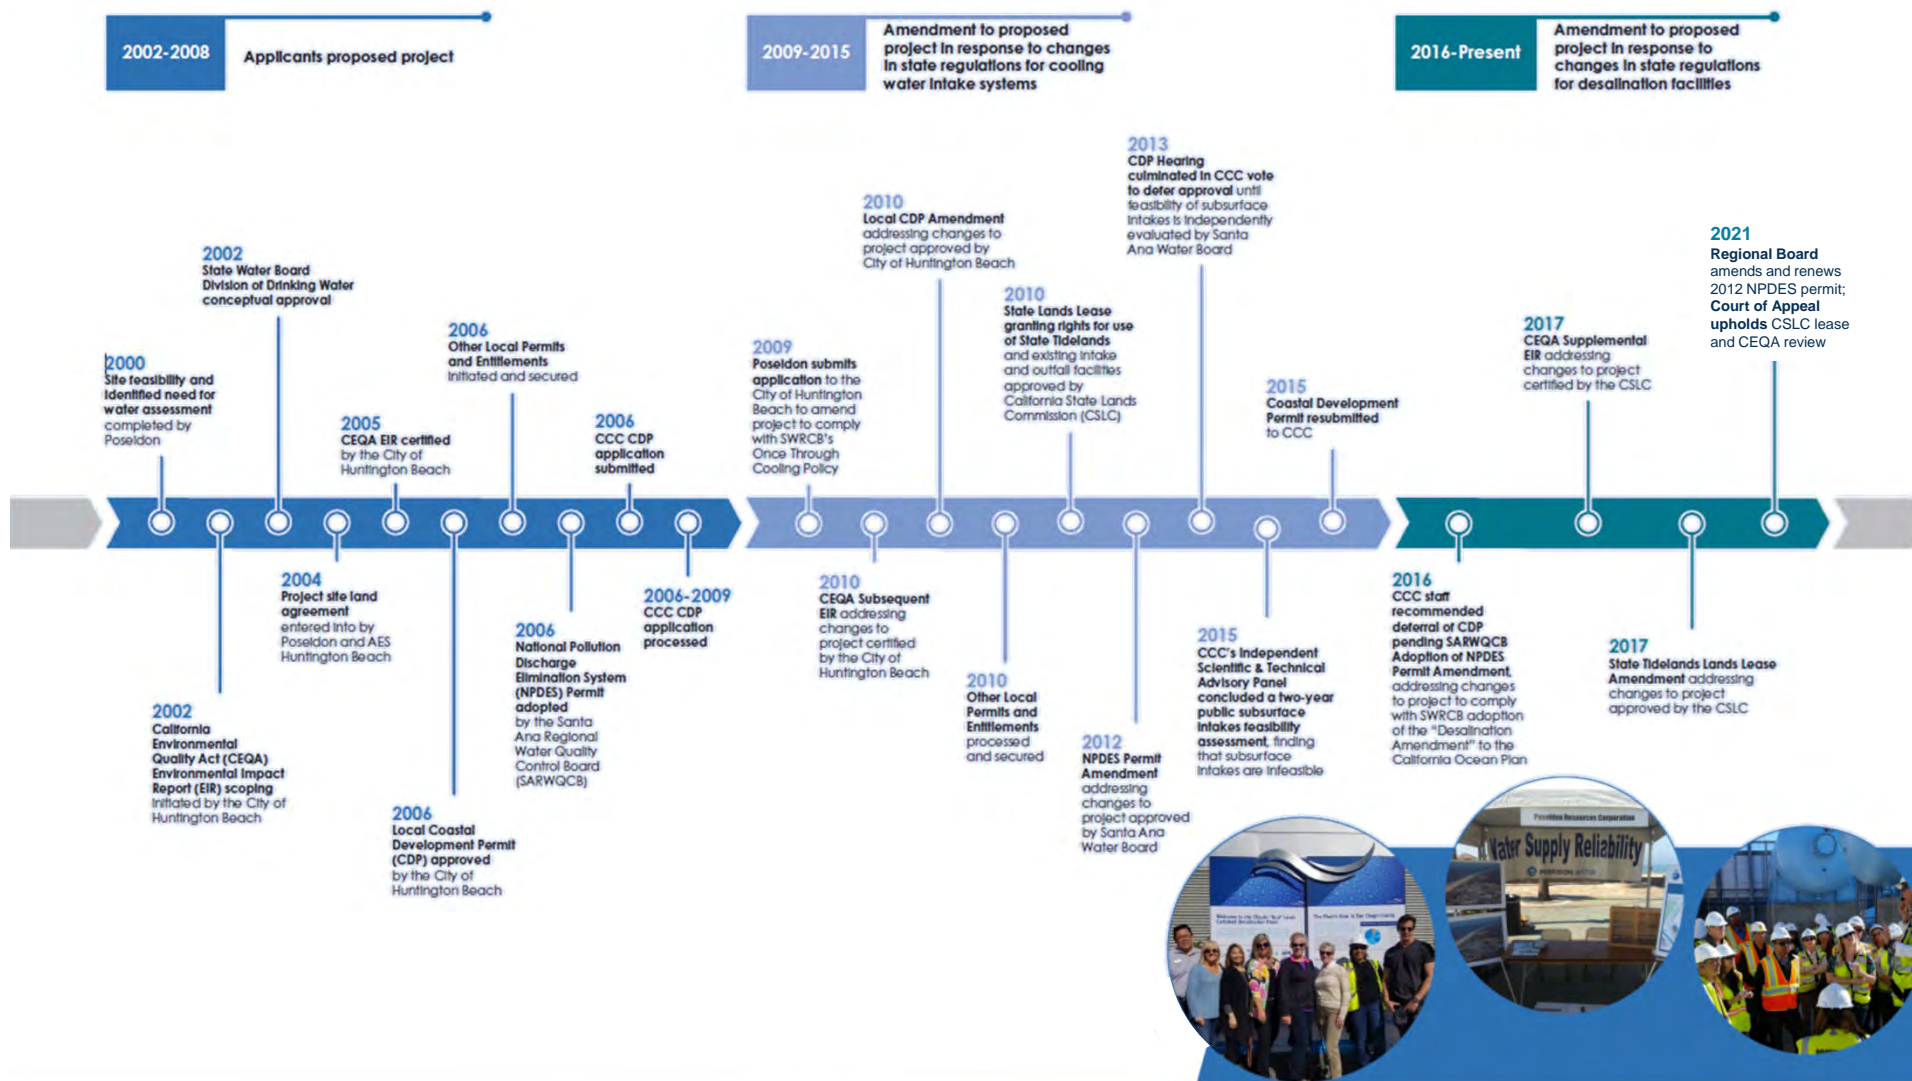 2002-2008
Applicants proposed project
2009-2015
Amendment to proposed
project in response to changes
in state regulations for cooling
water intake systems
2016-Present
Amendment to proposed
project in response to
changes in state regulations
for desalination facilities
2000
Site feasibility and
identified need for
water assessment
completed by
Poseidon
2002
State Water Board
Division of Drinking Water
conceptual approval
2005
CEQA EIR certified
by the City of
Huntington Beach
2006
Other Local Permits
and Entitlements
initiated and secured
2006
CCC CDP
application
submitted
2002
California
Environmental
Quality Act (CEQA)
Environmental Impact
Report (EIR) scoping
initiated by the City of
Huntington Beach
2004
Project site land
agreement
entered into by
Poseidon and AES
Huntington Beach
2006
Local Coastal
Development Permit
(CDP) approved
by the City of
Huntington Beach
2006
National Pollution
Discharge
Elimination System
(NPDES) Permit
adopted
by the Santa
Ana Regional
Water Quality
Control Board
(SARWQCB)
2006-2009
CCC CDP
application
processed
2009
Poseidon submits
application to the
City of Huntington
Beach to amend
project to comply
with SWRCB's
Once Through
Cooling Policy
2010
Local CDP Amendment
addressing changes to
project approved by
City of Huntington Beach
2010
State Lands Lease
granting rights for use
of State Tidelands
and existing intake
and outfall facilities
approved by
California State Lands
Commission (CSLC)
2013
CDP Hearing
culminated in CCC vote
to defer approval until
feasibility of subsurface
intakes is independently
evaluated by Santa
Ana Water Board
2015
Coastal Development
Permit resubmitted
to CCC
2010
CEQA Subsequent
EIR addressing
changes to
project certified
by the City of
Huntington Beach
2010
Other Local
Permits and
Entitlements
processed
and secured
2012
NPDES Permit
Amendment
addressing
changes to
project approved
by Santa Ana
Water Board
2015
CCC's Independent
Scientific & Technical
Advisory Panel
concluded a two-year
public subsurface
intakes feasibility
assessment, finding
that subsurface
intakes are infeasible
2017
CEQA Supplemental
EIR addressing
changes to project
certified by the CSLC
2021
Regional Board
amends and renews
2012 NPDES permit;
Court of Appeal
upholds CSLC lease
and CEQA review
2016
CCC staff
recommended
deferral of CDP
pending SARWQCB
Adoption of NPDES
Permit Amendment,
addressing changes
to project to comply
with SWRCB adoption
of the "Desalination
Amendment" to the
California Ocean Plan
2017
State Tidelands Lands Lease
Amendment addressing
changes to project
approved by the CSLC
Poseidon Resources Corporation
Water Supply Reliability